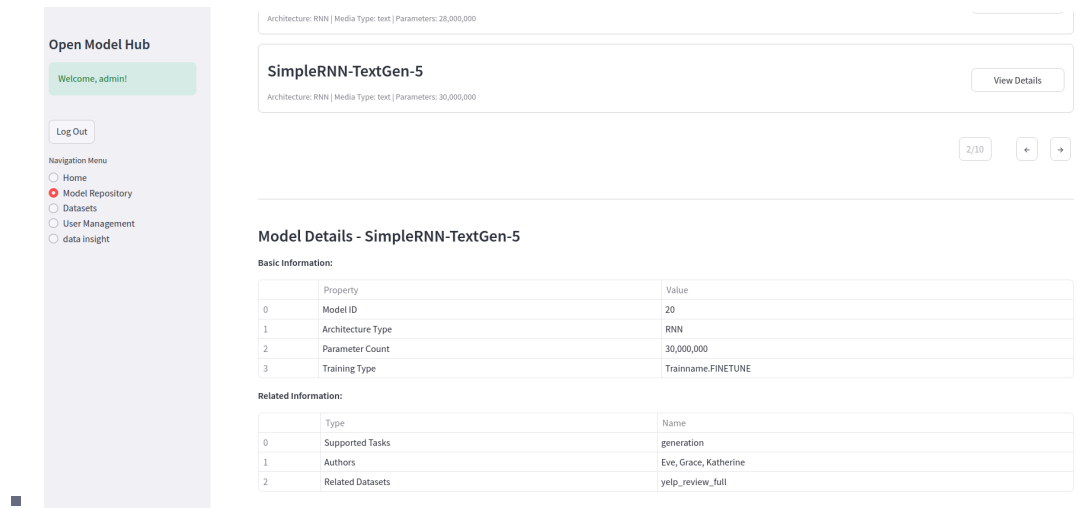 Open Model Hub
Welcome, admin!
Log Out
Navigation Menu
Home
Model Repository
Datasets
User Management
data insight
Architecture: RNN | Media Type: text | Parameters: 28,000,000
SimpleRNN-TextGen-5
Architecture: RNN | Media Type: text | Parameters: 30,000,000
View Details
2/10 ← →
Model Details - SimpleRNN-TextGen-5
Basic Information:
Property Value
0 Model ID 20
1 Architecture Type RNN
2 Parameter Count 30,000,000
3 Training Type Trainname.FINETUNE
Related Information:
Type Name
0 Supported Tasks generation
1 Authors Eve, Grace, Katherine
2 Related Datasets yelp_review_full